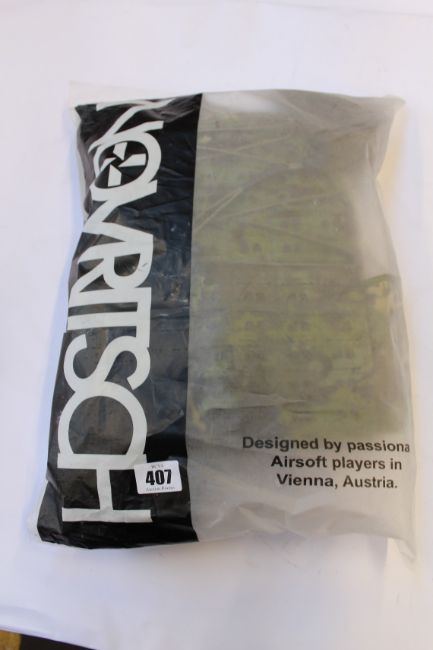 NOVRITSCH
Designed by passiona
Airsoft players in
Vienna, Austria.
407